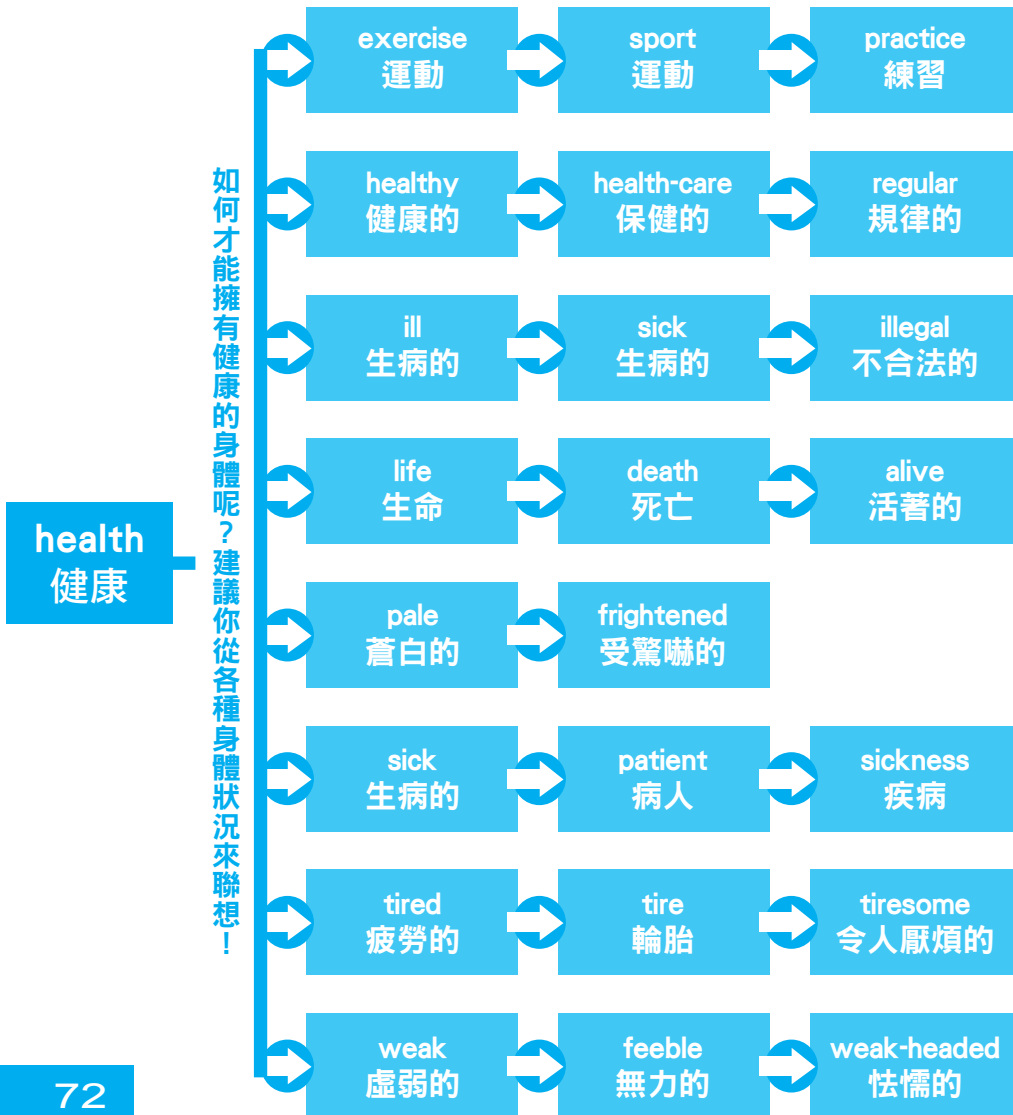 health
健康
如何才能擁有健康的身體呢？建議你從各種身體狀況來聯想！
exercise
運動
sport
運動
practice
練習
healthy
健康的
health-care
保健的
regular
規律的
ill
生病的
sick
生病的
illegal
不合法的
life
生命
death
死亡
alive
活著的
pale
蒼白的
frightened
受驚嚇的
sick
生病的
patient
病人
sickness
疾病
tired
疲勞的
tire
輪胎
tiresome
令人厭煩的
weak
虛弱的
feeble
無力的
weak-headed
怯懦的
72